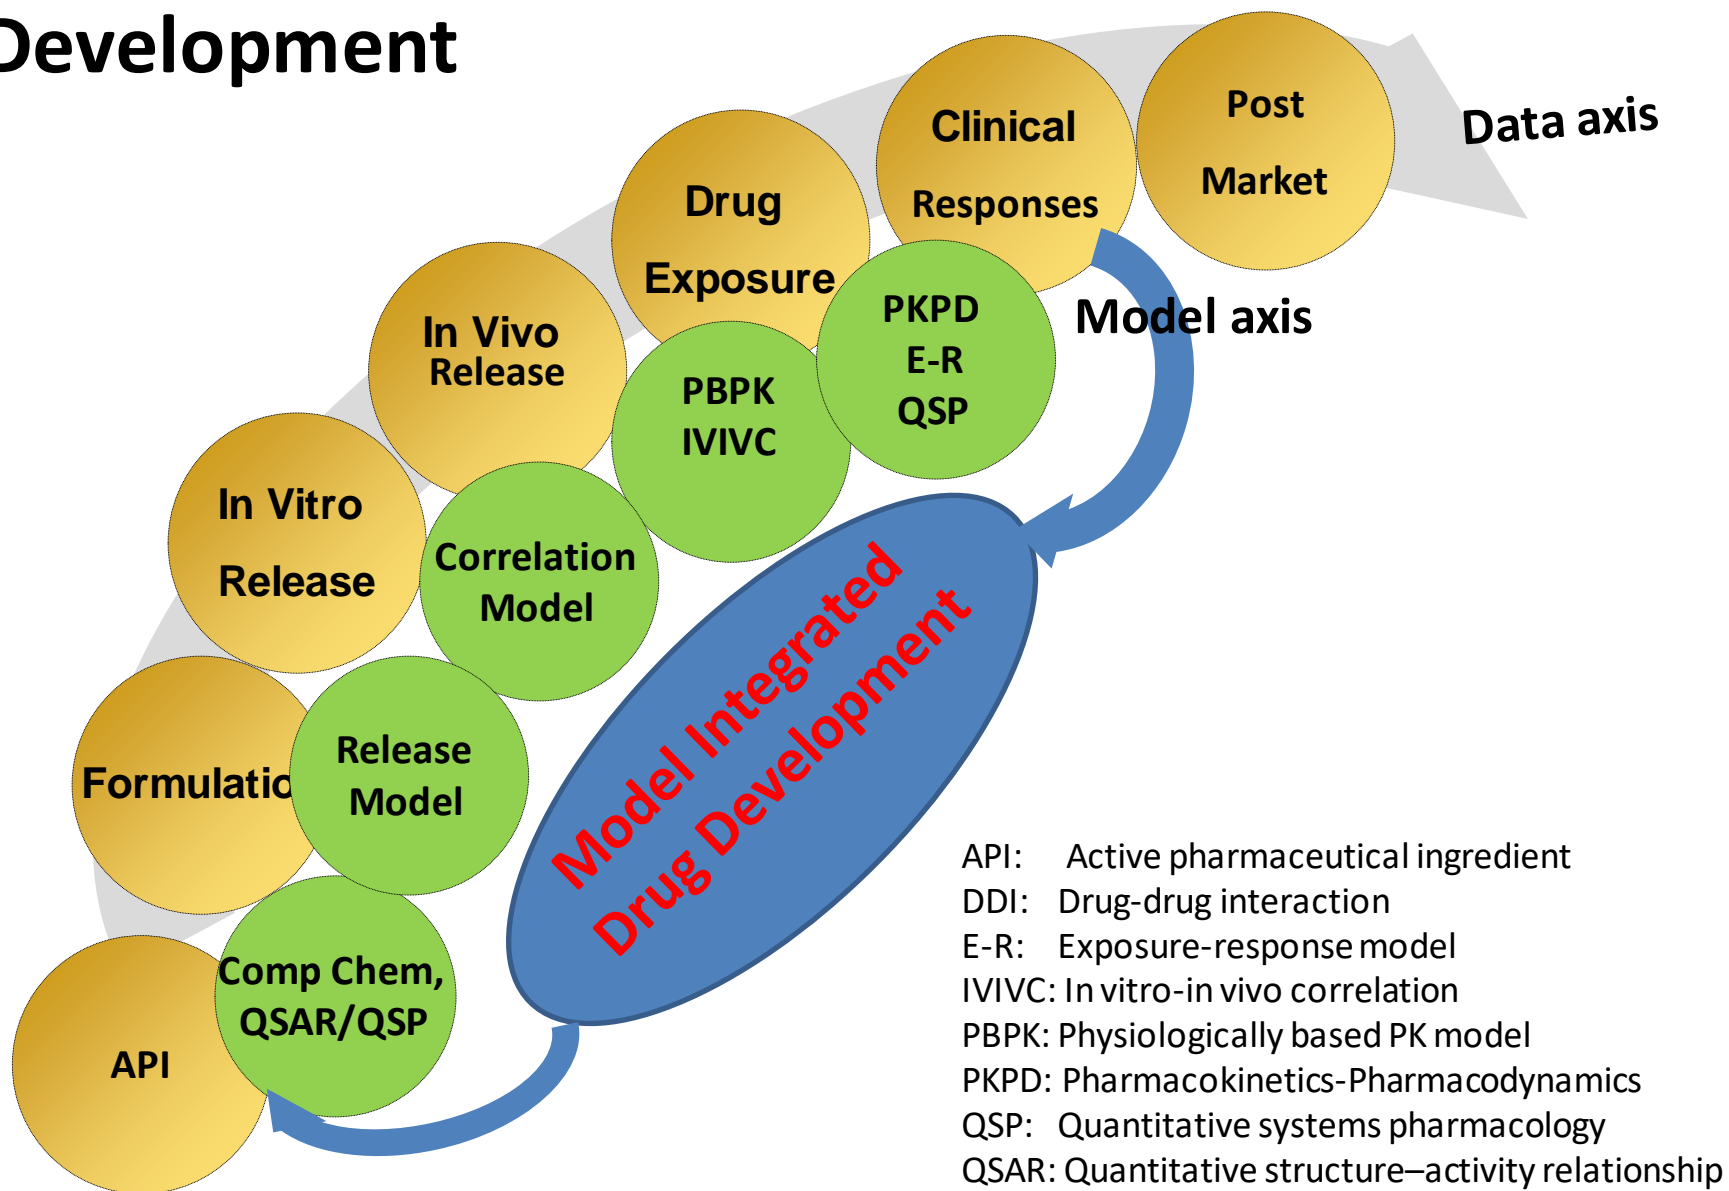 Development
Post
Market
Data axis
Clinical
Responses
Drug
Exposure
Model axis
PKPD
E-R
QSP
In Vivo
Release
PBPK
IVIVC
In Vitro
Release
Correlation
Model
Model Integrated
Drug Development
Formulatio
Release
Model
Comp Chem,
QSAR/QSP
API
API: Active pharmaceutical ingredient
DDI: Drug-drug interaction
E-R: Exposure-response model
IVIVC: In vitro-in vivo correlation
PBPK: Physiologically based PK model
PKPD: Pharmacokinetics-Pharmacodynamics
QSP: Quantitative systems pharmacology
QSAR: Quantitative structure–activity relationship